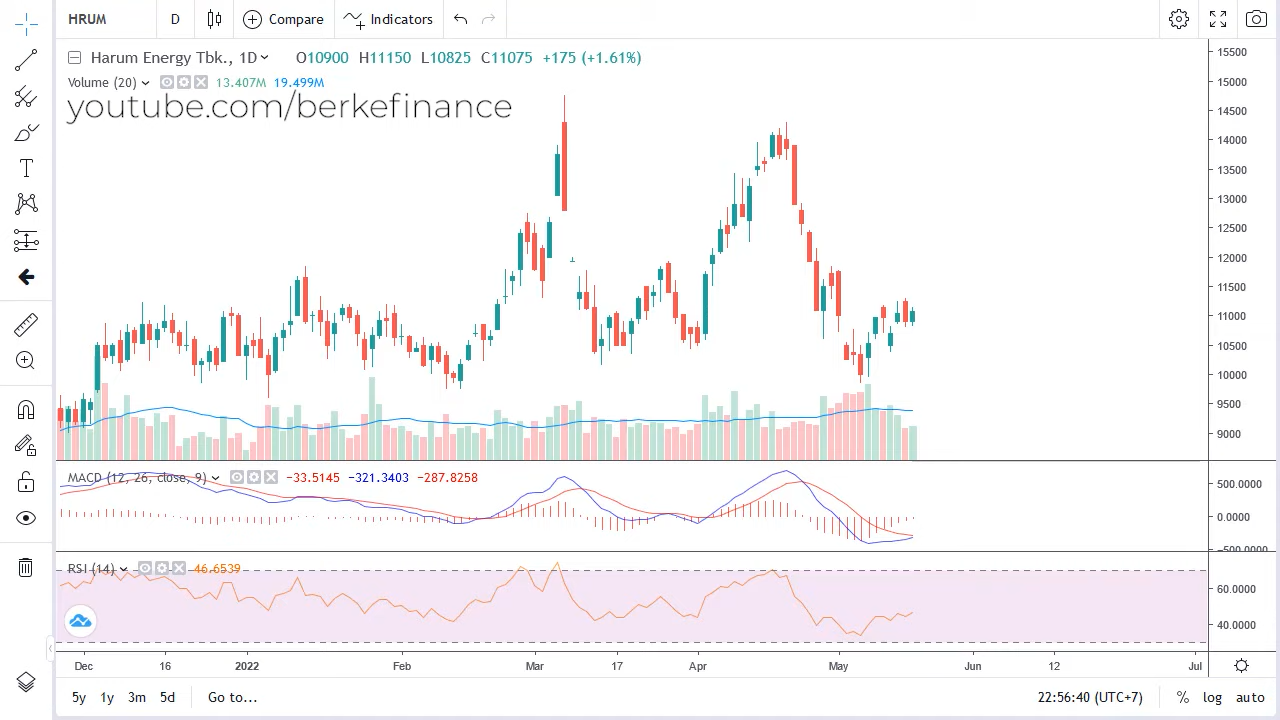 HRUM D Compare Indicators
Harum Energy Tbk., 1D O10900 H11150 L10825 C11075 +175 (+1.61%)
Volume (20) 13.407M 19.499M
youtube.com/berkefinance
15500
15000
14500
14000
13500
13000
12500
12000
11500
11000
10500
10000
9500
9000
MACD (12, 26, close, 9) −33.5145 −321.3403 −287.8258
500.0000
0.0000
−500.0000
RSI (14) 46.6539
60.0000
40.0000
Dec 16 2022 Feb Mar 17 Apr May Jun 12 Jul
5y 1y 3m 5d Go to... 22:56:40 (UTC+7) % log auto